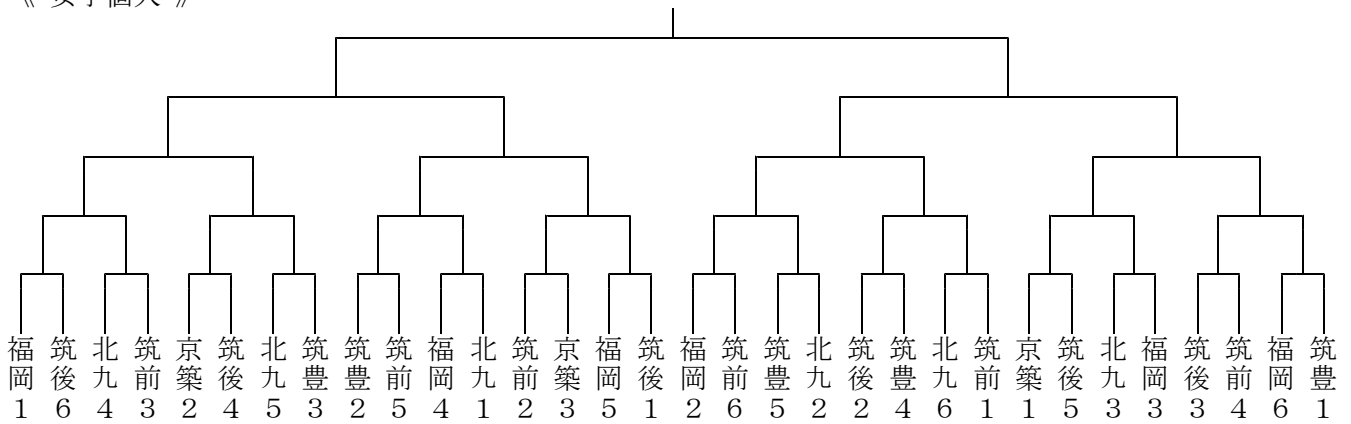 《 女子個人 》
福岡1
筑後6
北九4
筑前3
京築2
筑後4
北九5
筑豊3
筑豊2
筑前5
福岡4
北九1
筑前2
京築3
福岡5
筑後1
福岡2
筑前6
筑豊5
北九2
筑後2
筑豊4
北九6
筑前1
京築1
筑後5
北九3
福岡3
筑後3
筑前4
福岡6
筑豊1